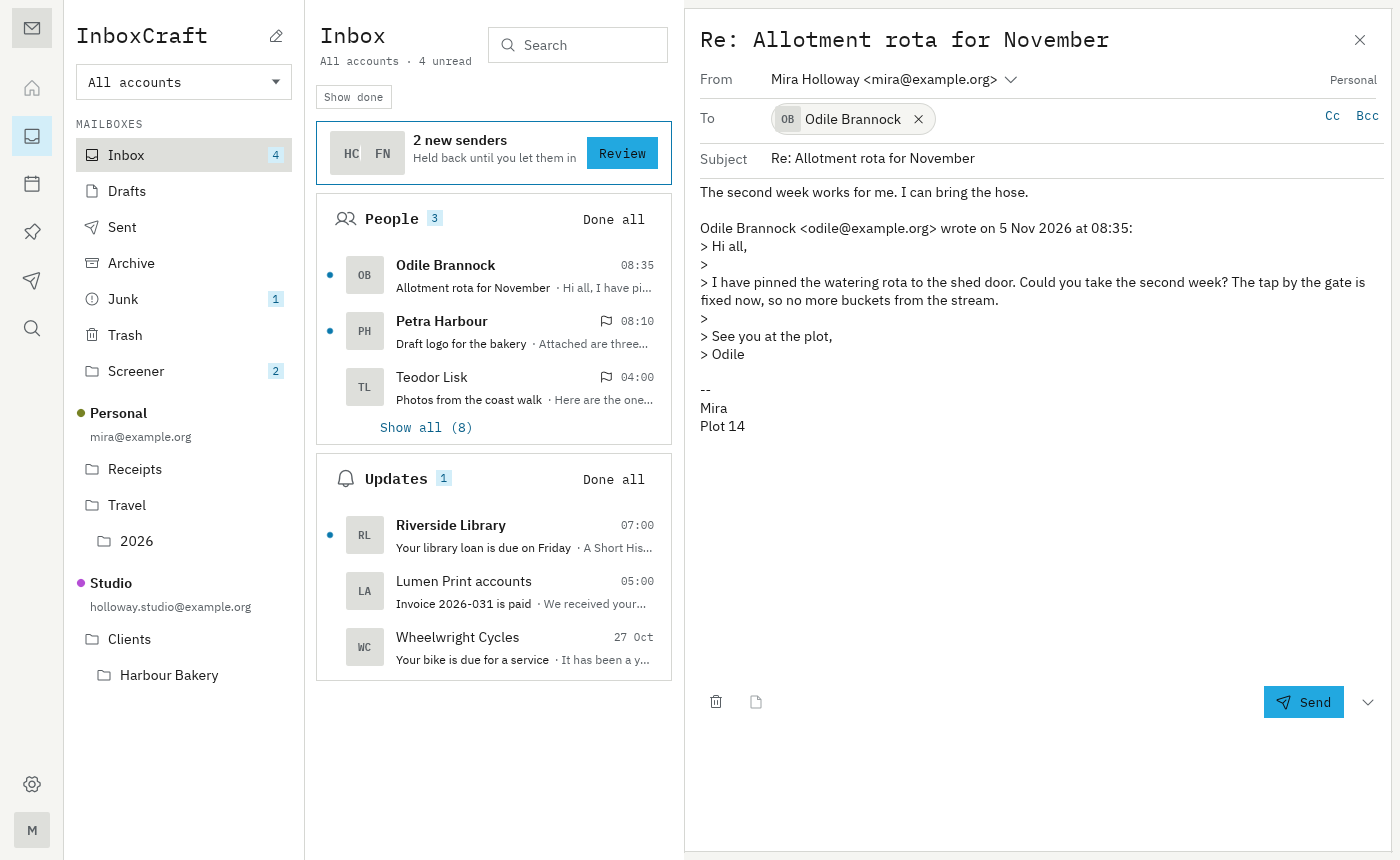 InboxCraft
All accounts
MAILBOXES
Inbox 4
Drafts
Sent
Archive
Junk 1
Trash
Screener 2
Personal
mira@example.org
Receipts
Travel
2026
Studio
holloway.studio@example.org
Clients
Harbour Bakery
M
Inbox
All accounts · 4 unread
Search
Show done
HC FN
2 new senders
Held back until you let them in
Review
People 3 Done all
OB
Odile Brannock 08:35
Allotment rota for November · Hi all, I have pi…
PH
Petra Harbour 08:10
Draft logo for the bakery · Attached are three…
TL
Teodor Lisk 04:00
Photos from the coast walk · Here are the one…
Show all (8)
Updates 1 Done all
RL
Riverside Library 07:00
Your library loan is due on Friday · A Short His…
LA
Lumen Print accounts 05:00
Invoice 2026-031 is paid · We received your…
WC
Wheelwright Cycles 27 Oct
Your bike is due for a service · It has been a y…
Re: Allotment rota for November
From Mira Holloway <mira@example.org> Personal
To OB Odile Brannock Cc Bcc
Subject Re: Allotment rota for November
The second week works for me. I can bring the hose.
Odile Brannock <odile@example.org> wrote on 5 Nov 2026 at 08:35:
> Hi all,
>
> I have pinned the watering rota to the shed door. Could you take the second week? The tap by the gate is
fixed now, so no more buckets from the stream.
>
> See you at the plot,
> Odile
--
Mira
Plot 14
Send